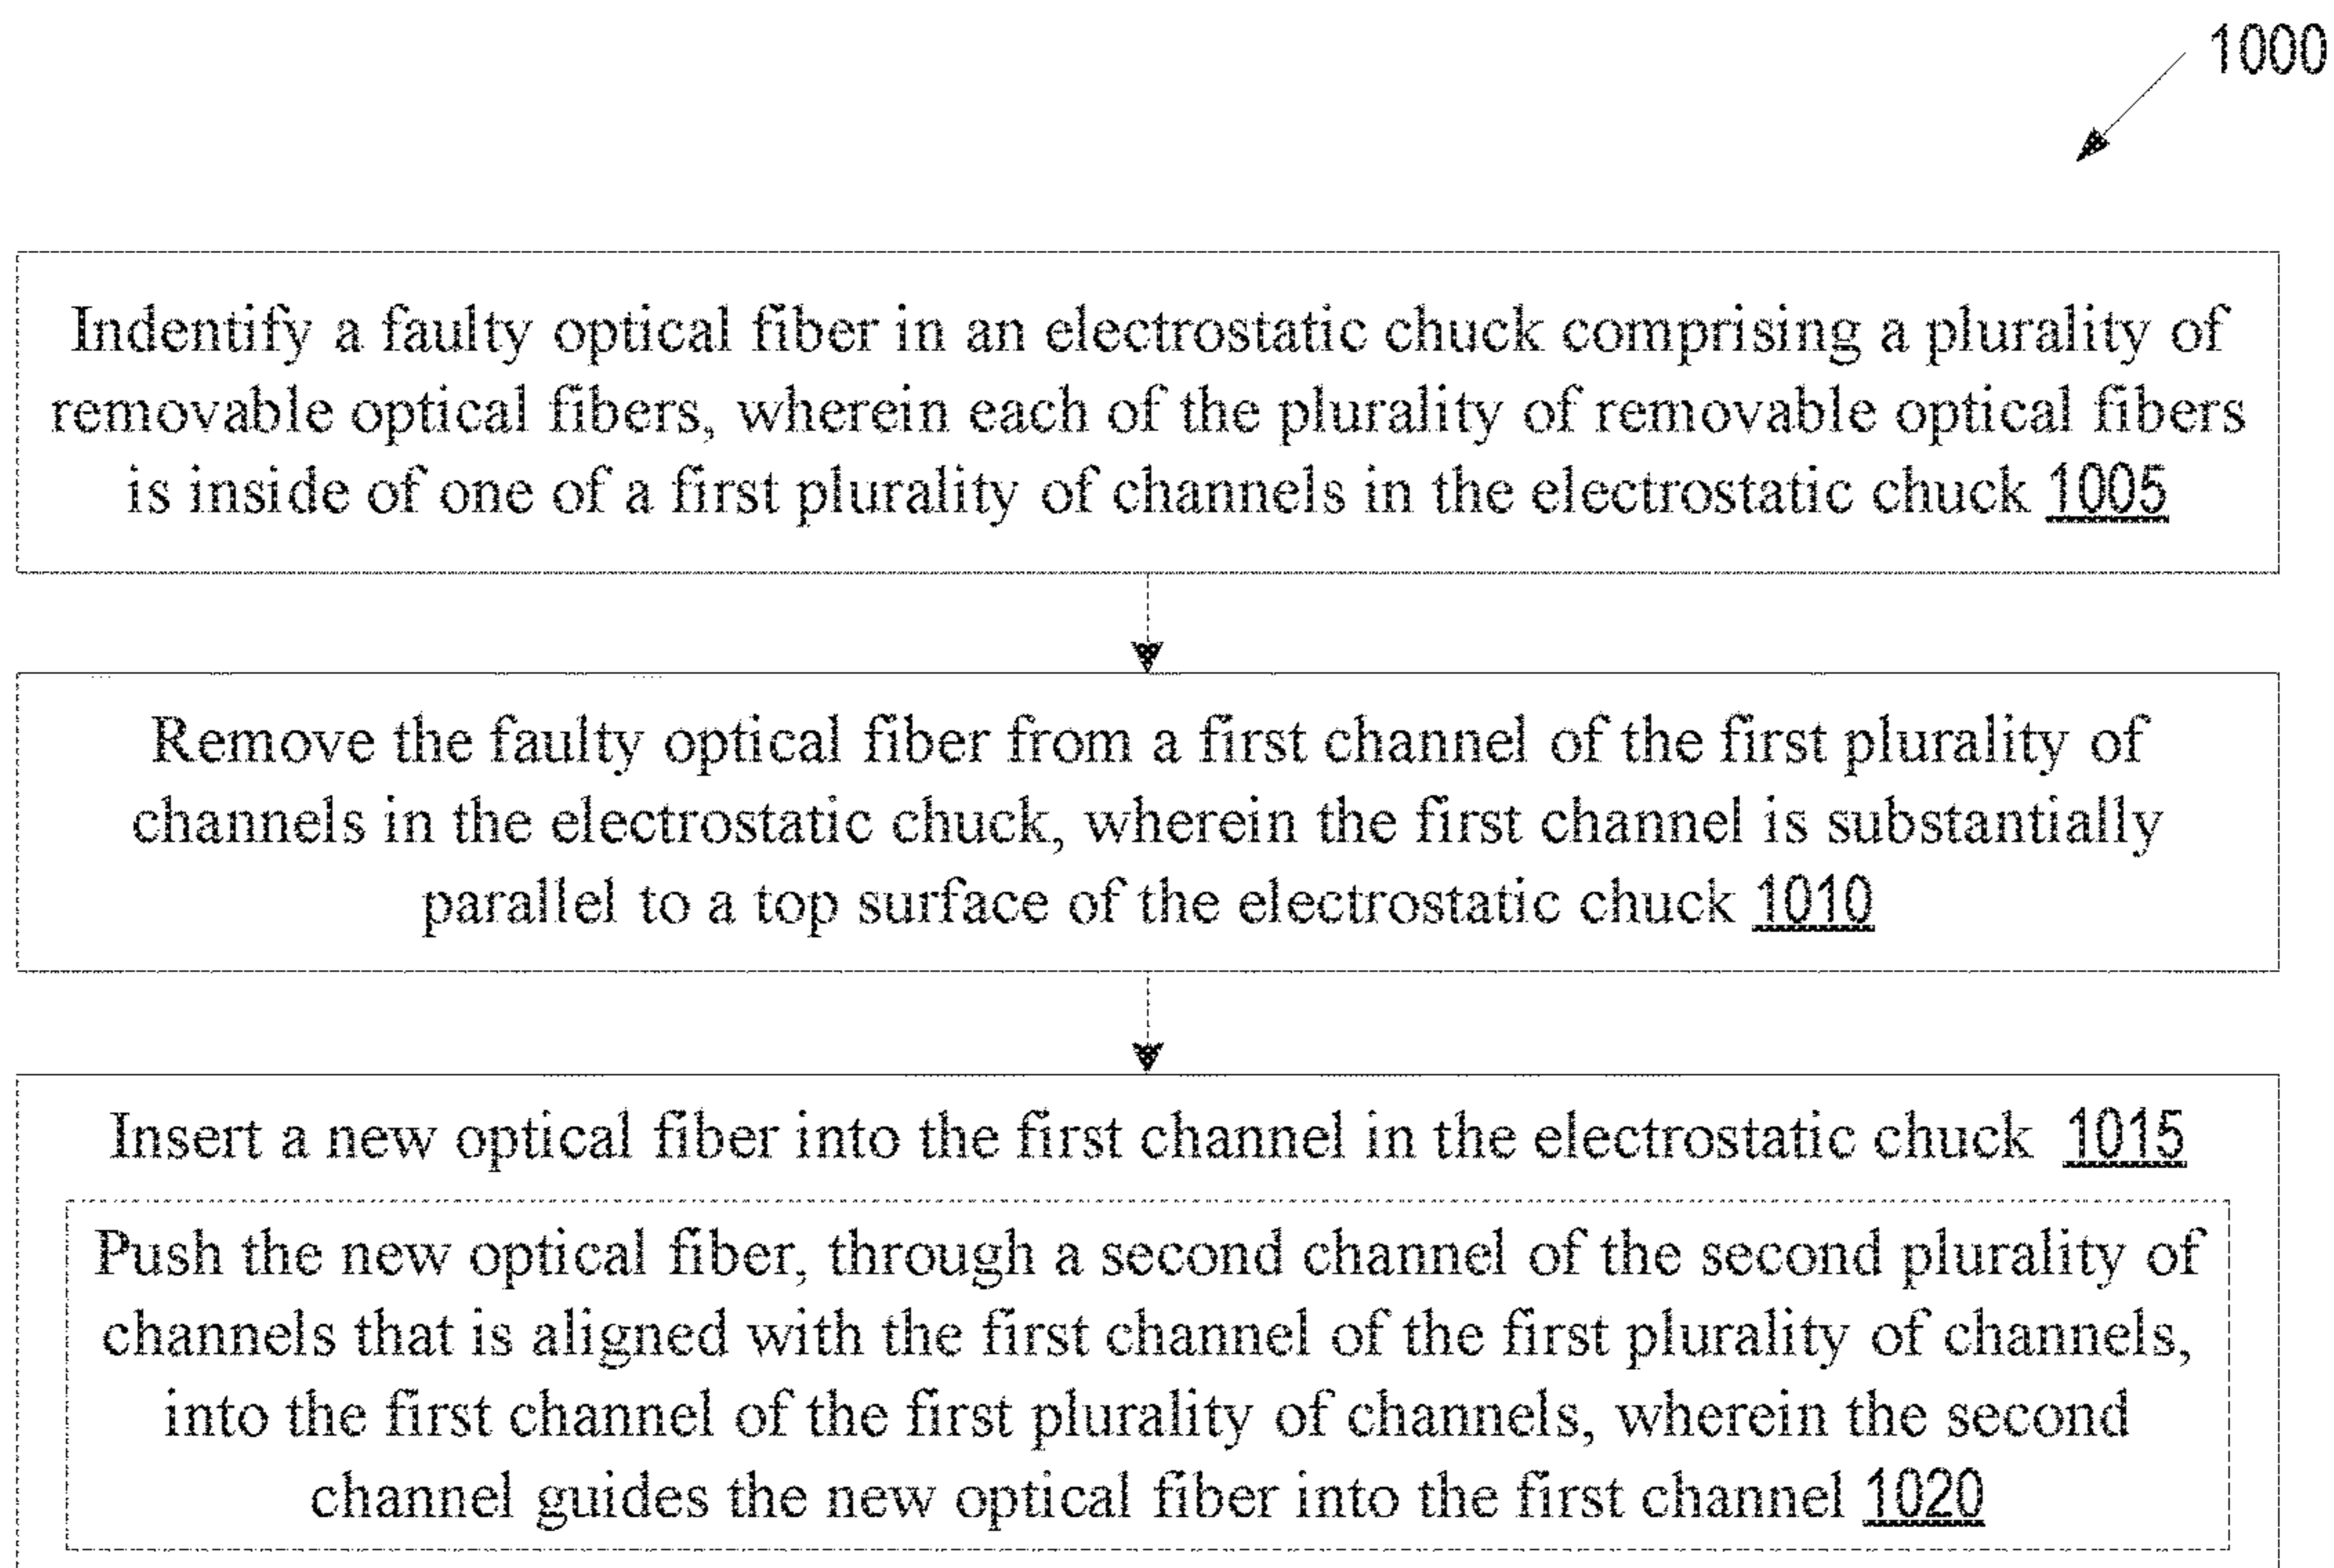 1000
Indentify a faulty optical fiber in an electrostatic chuck comprising a plurality of
removable optical fibers, wherein each of the plurality of removable optical fibers
is inside of one of a first plurality of channels in the electrostatic chuck 1005
Remove the faulty optical fiber from a first channel of the first plurality of
channels in the electrostatic chuck, wherein the first channel is substantially
parallel to a top surface of the electrostatic chuck 1010
Insert a new optical fiber into the first channel in the electrostatic chuck 1015
Push the new optical fiber, through a second channel of the second plurality of
channels that is aligned with the first channel of the first plurality of channels,
into the first channel of the first plurality of channels, wherein the second
channel guides the new optical fiber into the first channel 1020